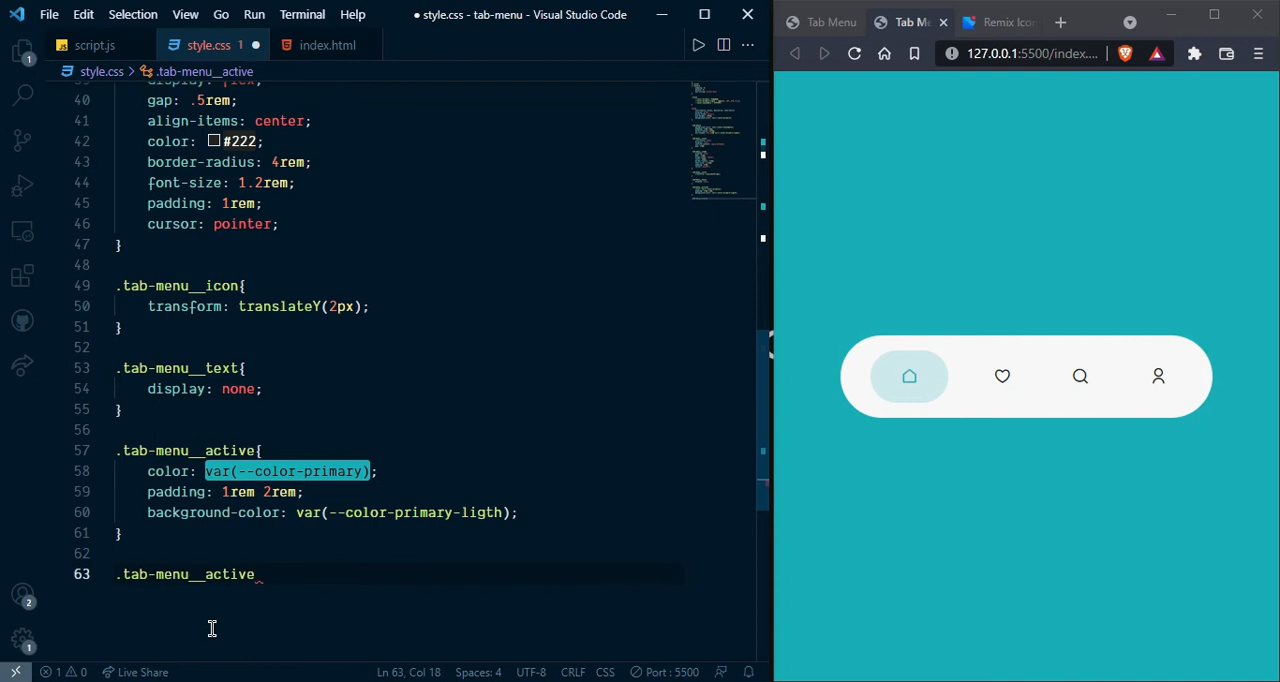 File Edit Selection View Go Run Terminal Help
● style.css - tab-menu - Visual Studio Code
script.js
style.css 1 ●
index.html
style.css > .tab-menu__active
40 gap: .5rem;
41 align-items: center;
42 color: #222;
43 border-radius: 4rem;
44 font-size: 1.2rem;
45 padding: 1rem;
46 cursor: pointer;
47 }
48
49 .tab-menu__icon{
50 transform: translateY(2px);
51 }
52
53 .tab-menu__text{
54 display: none;
55 }
56
57 .tab-menu__active{
58 color: var(--color-primary);
59 padding: 1rem 2rem;
60 background-color: var(--color-primary-ligth);
61 }
62
63 .tab-menu__active
1
2
1
1 0 Live Share
Ln 63, Col 18 Spaces: 4 UTF-8 CRLF CSS Port : 5500
Tab Menu
Tab M
Remix Ico
127.0.0.1:5500/index....